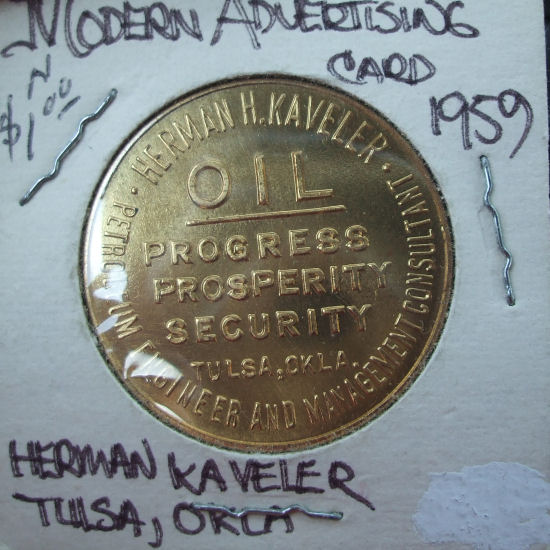 MODERN ADVERTISING
CARD
N
$1.00
1959
• HERMAN H. KAVELER •
OIL
PROGRESS
PROSPERITY
SECURITY
TULSA, OKLA.
PETROLEUM ENGINEER AND MANAGEMENT CONSULTANT
HERMAN KAVELER
TULSA, OKLA